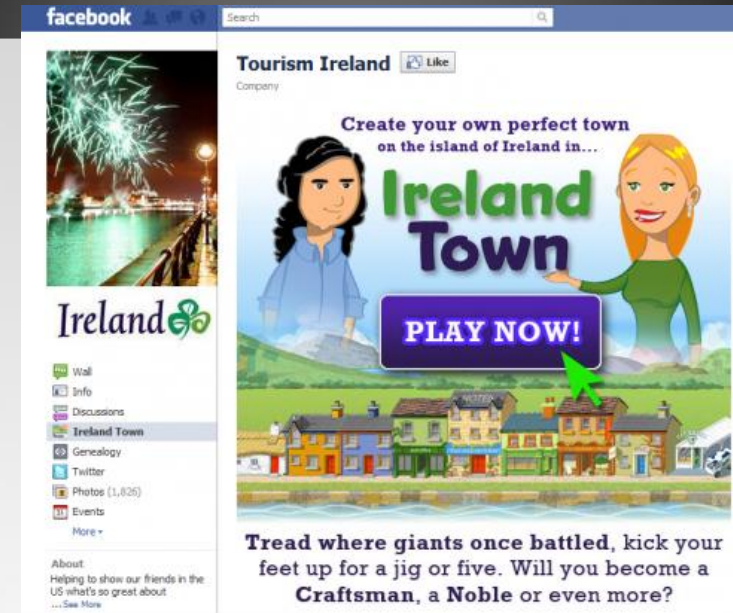 facebook
Search
Tourism Ireland
Like
Company
Create your own perfect town
on the island of Ireland in...
Ireland
Town
PLAY NOW!
HOTEL
Ireland
Wall
Info
Discussions
Ireland Town
Genealogy
Twitter
Photos (1,826)
31 Events
More
About
Helping to show our friends in the
US what's so great about
...See More
Tread where giants once battled, kick your
feet up for a jig or five. Will you become a
Craftsman, a Noble or even more?